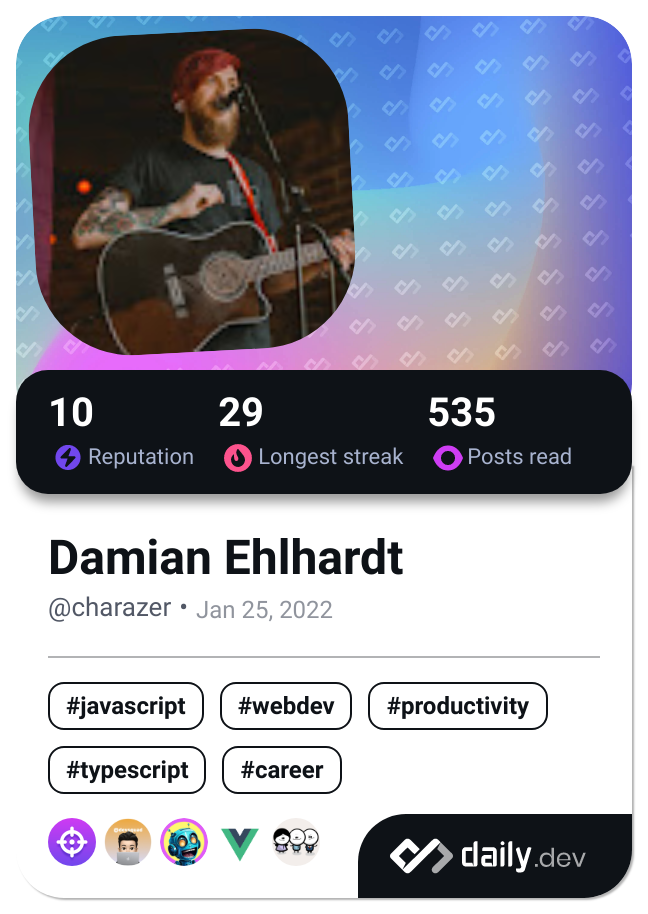 10 29 535
Reputation Longest streak Posts read
Damian Ehlhardt
@charazer • Jan 25, 2022
#javascript #webdev #productivity
#typescript #career
daily.dev